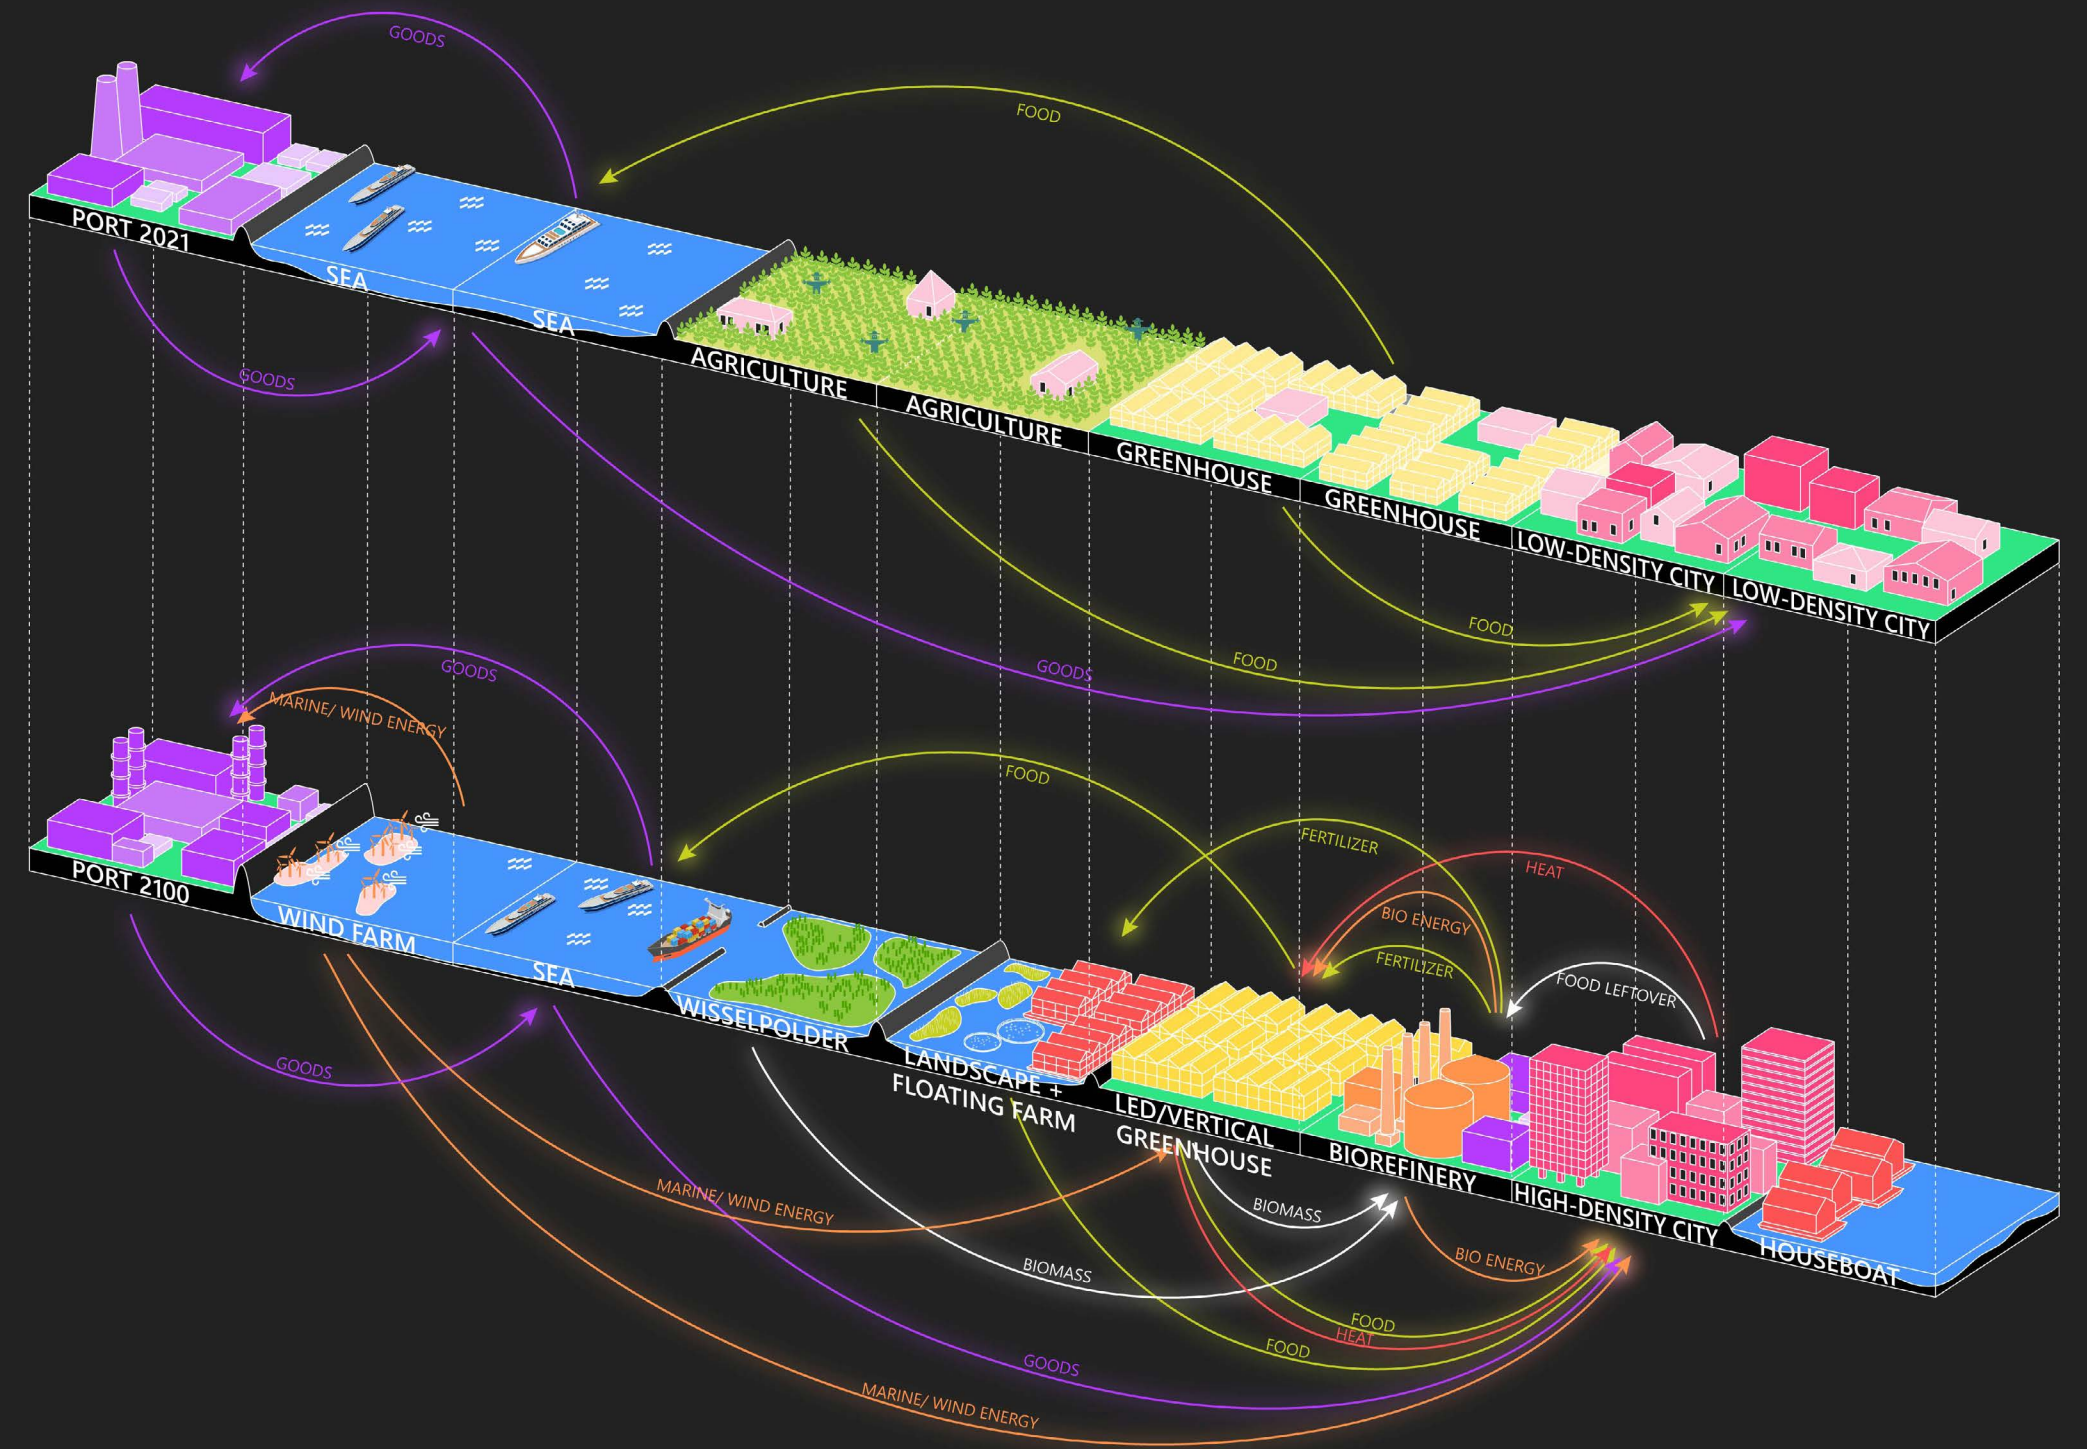 GOODS
FOOD
PORT 2021
SEA
SEA
AGRICULTURE
AGRICULTURE
GREENHOUSE
GREENHOUSE
LOW-DENSITY CITY
LOW-DENSITY CITY
GOODS
FOOD
FOOD
GOODS
GOODS
MARINE/ WIND ENERGY
FOOD
FERTILIZER
HEAT
BIO ENERGY
FERTILIZER
FOOD LEFTOVER
PORT 2100
WIND FARM
SEA
WISSELPOLDER
LANDSCAPE +
FLOATING FARM
LED/VERTICAL
GREENHOUSE
BIOREFINERY
HIGH-DENSITY CITY
HOUSEBOAT
GOODS
MARINE/ WIND ENERGY
BIOMASS
BIOMASS
BIO ENERGY
FOOD
HEAT
FOOD
GOODS
MARINE/ WIND ENERGY